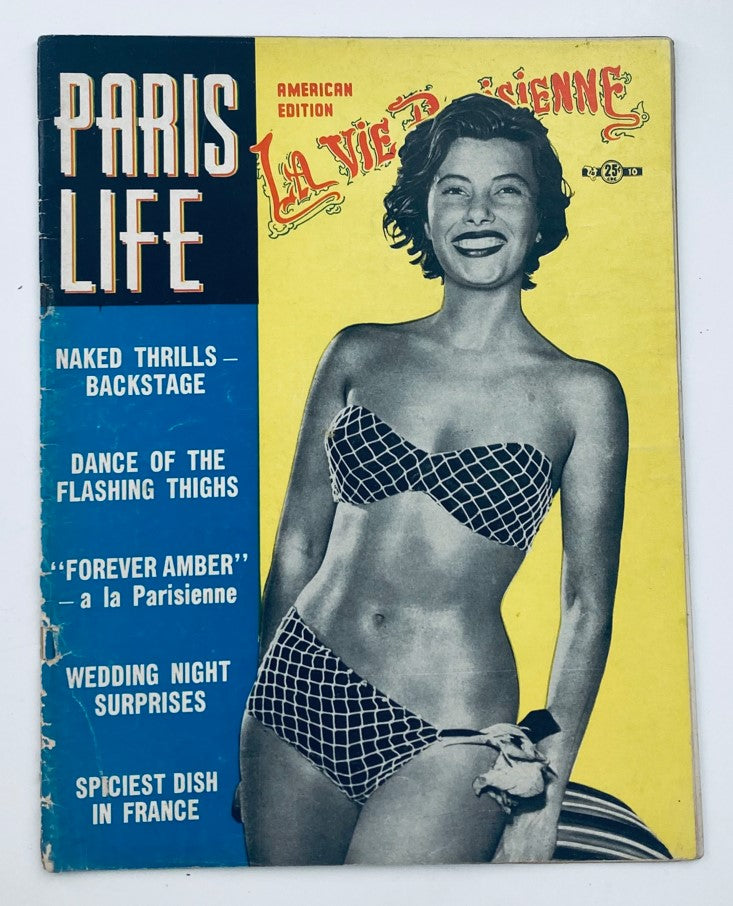 PARIS
LIFE
AMERICAN
EDITION
LA VIE PARISIENNE
25¢ 10
NAKED THRILLS –
BACKSTAGE
DANCE OF THE
FLASHING THIGHS
"FOREVER AMBER"
– a la Parisienne
WEDDING NIGHT
SURPRISES
SPICIEST DISH
IN FRANCE